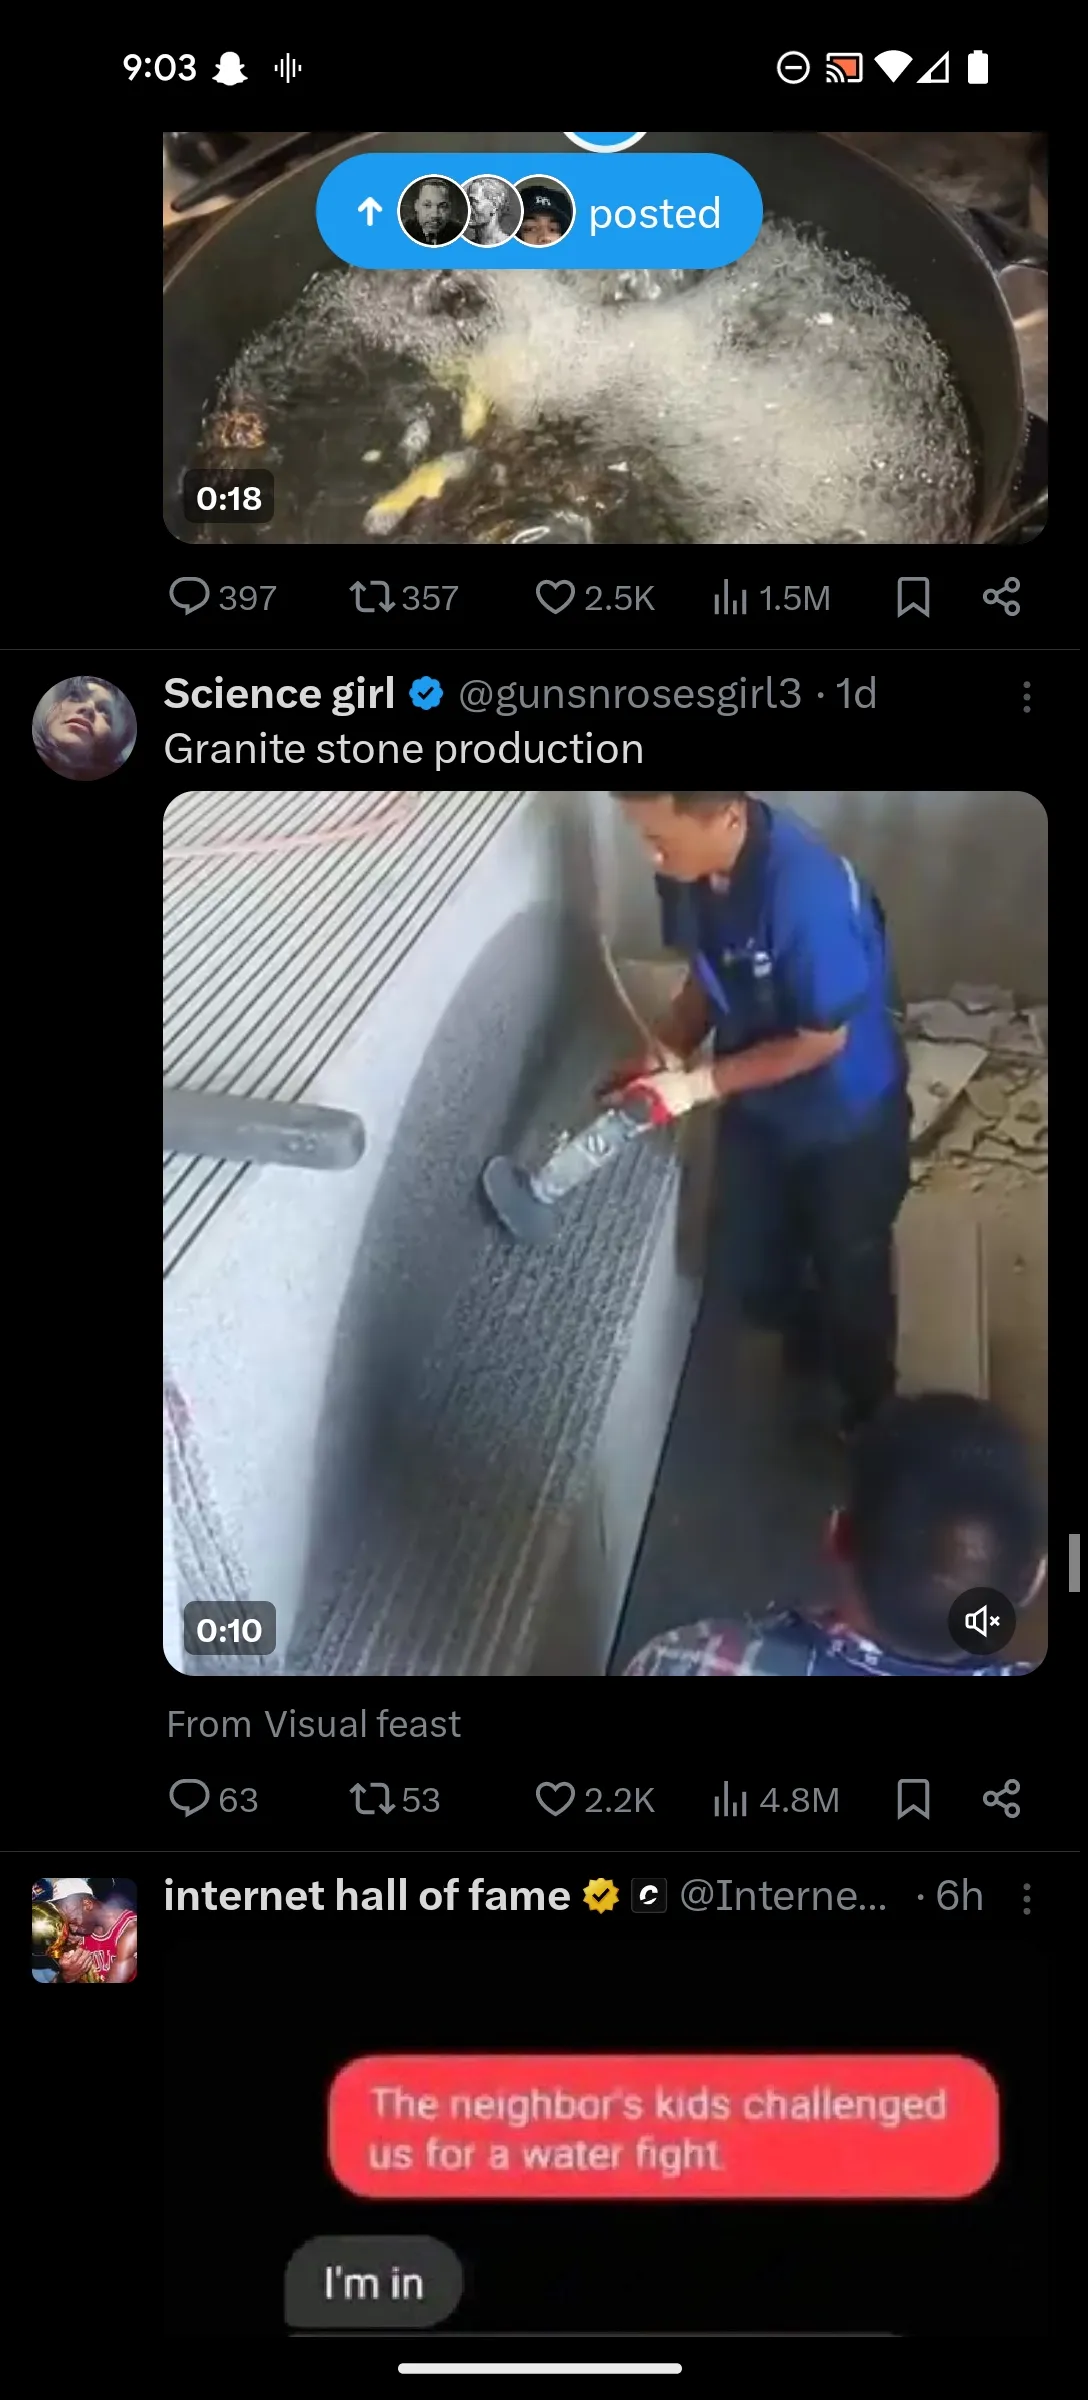 9:03
posted
0:18
397 357 2.5K 1.5M
Science girl @gunsnrosesgirl3 · 1d
Granite stone production
0:10
From Visual feast
63 53 2.2K 4.8M
internet hall of fame @Interne... · 6h
The neighbor's kids challenged
us for a water fight
I'm in